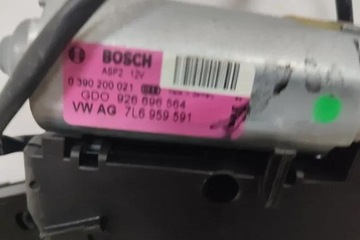 BOSCH
ASP2 12V
0 390 200 021
GDO 926 696 564
VW AG 7L6 959 591